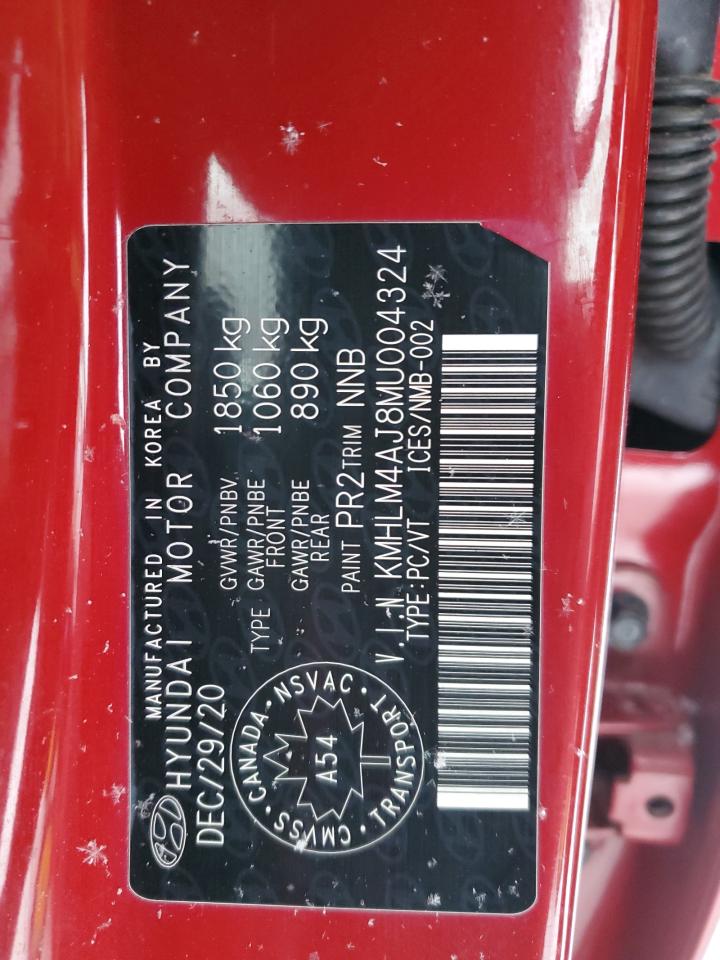 MANUFACTURED IN KOREA BY
HYUNDAI MOTOR COMPANY
DEC/29/20
GVWR/PNBV 1850 kg
TYPE GAWR/PNBE FRONT 1060 kg
GAWR/PNBE REAR 890 kg
PAINT PR2 TRIM NNB
CANADA · NSVAC · TRANSPORT · CMVSS ·
A54
V.I.N KMHLM4AJ8MU004324
TYPE:PC/VT ICES/NMB-002